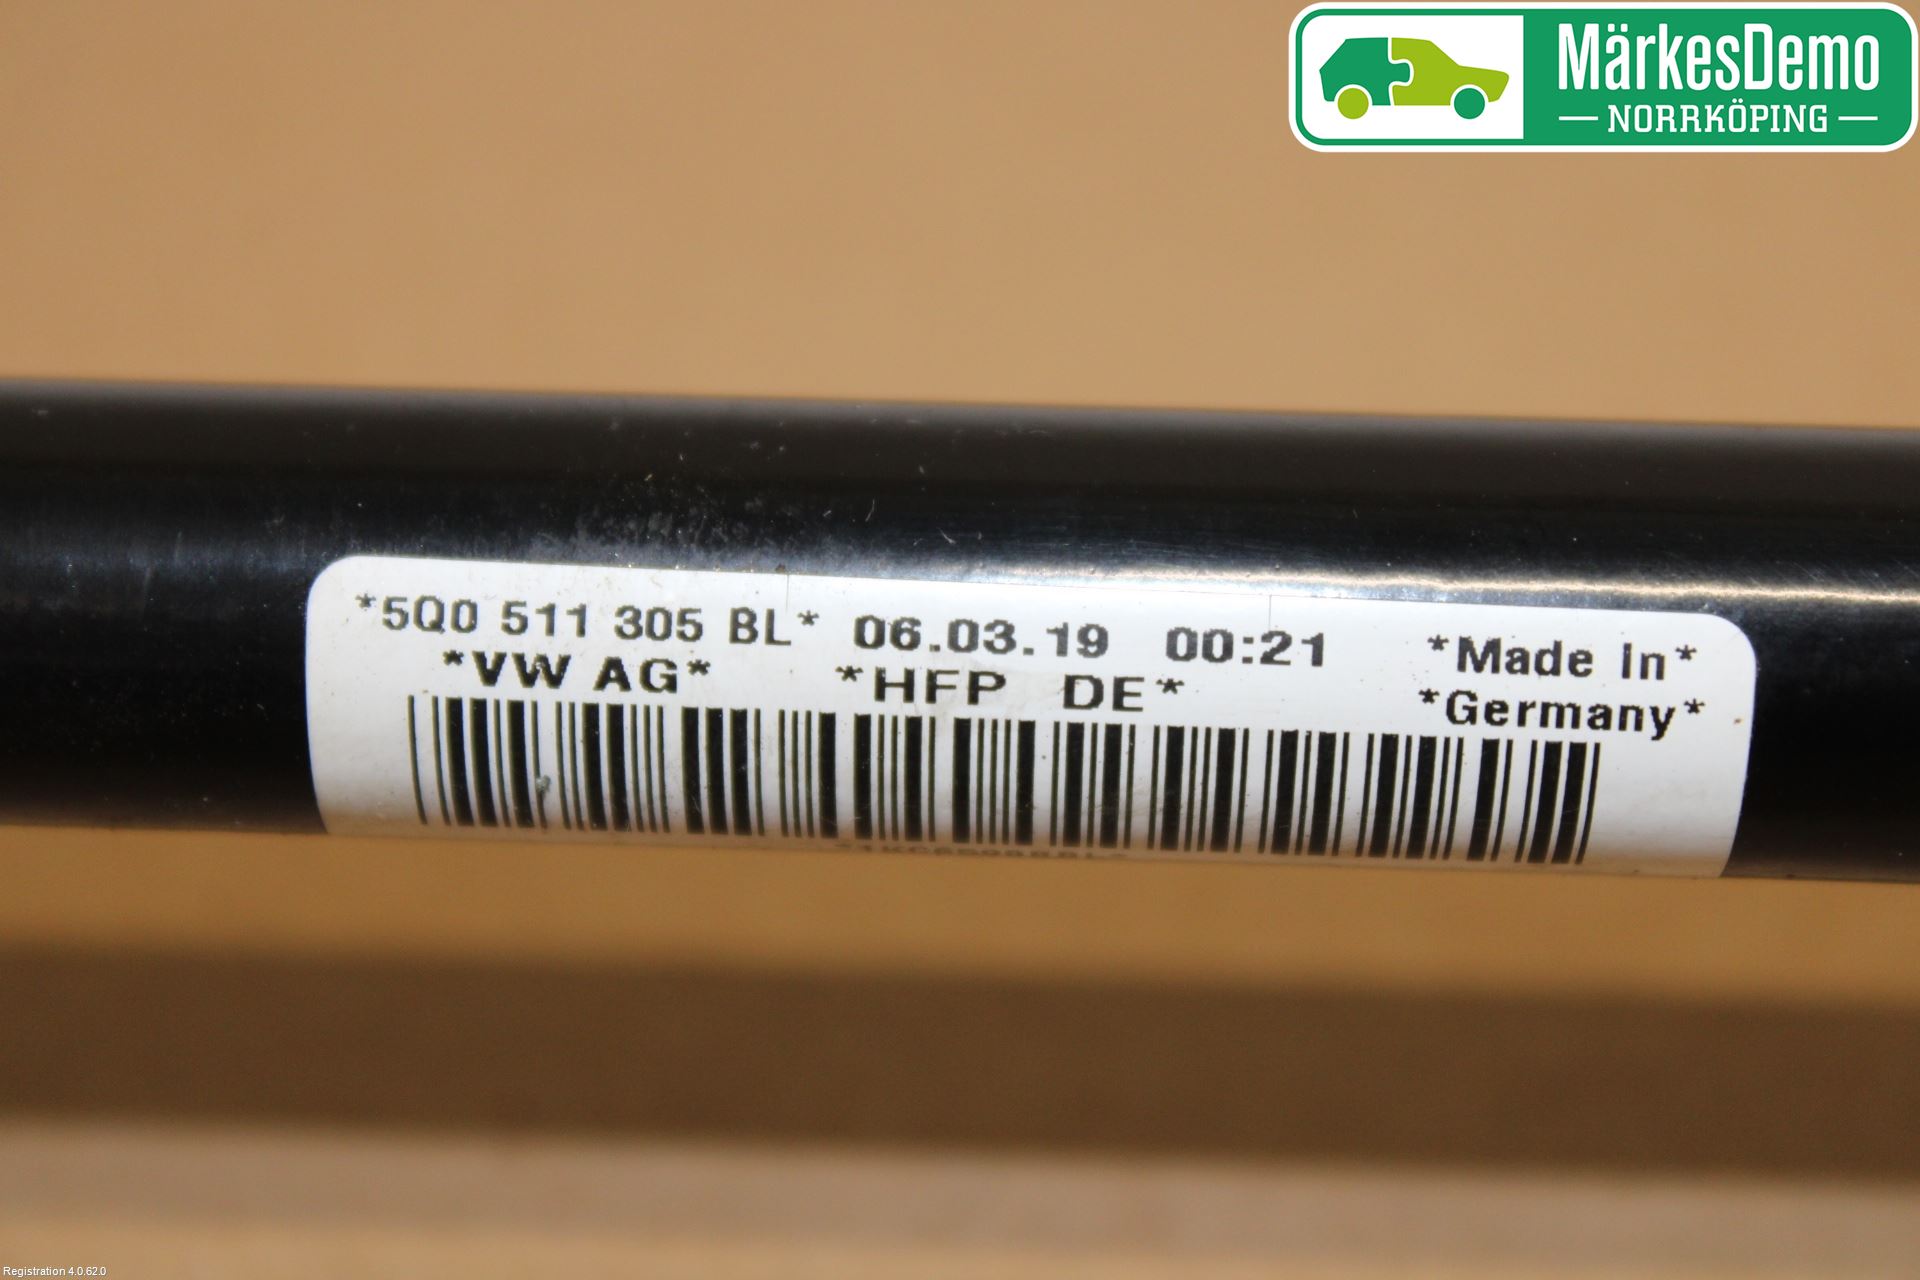 MärkesDemo
NORRKÖPING
*5Q0 511 305 BL* 06.03.19 00:21 *Made in*
*VW AG* *HFP DE* *Germany*
Registration 4.0.62.0